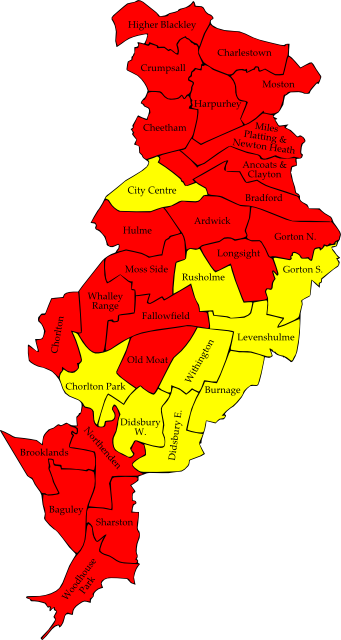 Higher Blackley
Charlestown
Crumpsall
Moston
Harpurhey
Cheetham
Miles
Platting &
Newton Heath
Ancoats &
Clayton
City Centre
Bradford
Ardwick
Hulme
Gorton N.
Longsight
Moss Side
Gorton S.
Rusholme
Whalley
Range
Fallowfield
Chorlton
Levenshulme
Old Moat
Withington
Chorlton Park
Burnage
Didsbury
W.
Didsbury E.
Northenden
Brooklands
Baguley
Sharston
Woodhouse
Park